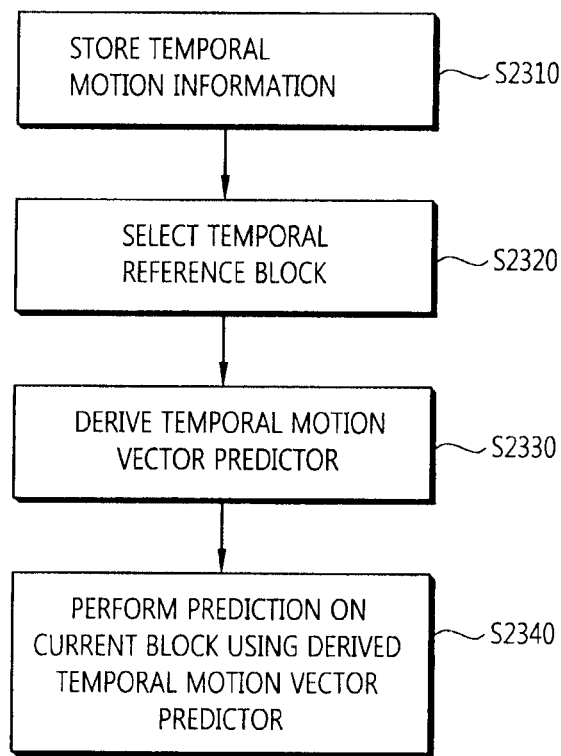 STORE TEMPORAL
MOTION INFORMATION
S2310
SELECT TEMPORAL
REFERENCE BLOCK
S2320
DERIVE TEMPORAL MOTION
VECTOR PREDICTOR
S2330
PERFORM PREDICTION ON
CURRENT BLOCK USING DERIVED
TEMPORAL MOTION VECTOR
PREDICTOR
S2340